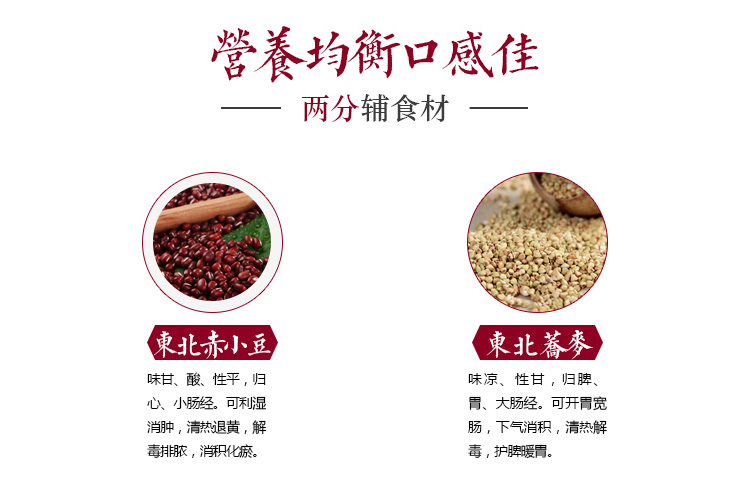 營養均衡口感佳
两分辅食材
東北赤小豆
味甘、酸、性平，归
心、小肠经。可利湿
消肿，清热退黄，解
毒排脓，消积化瘀。
東北蕎麥
味凉、性甘，归脾、
胃、大肠经。可开胃宽
肠，下气消积，清热解
毒，护脾暖胃。